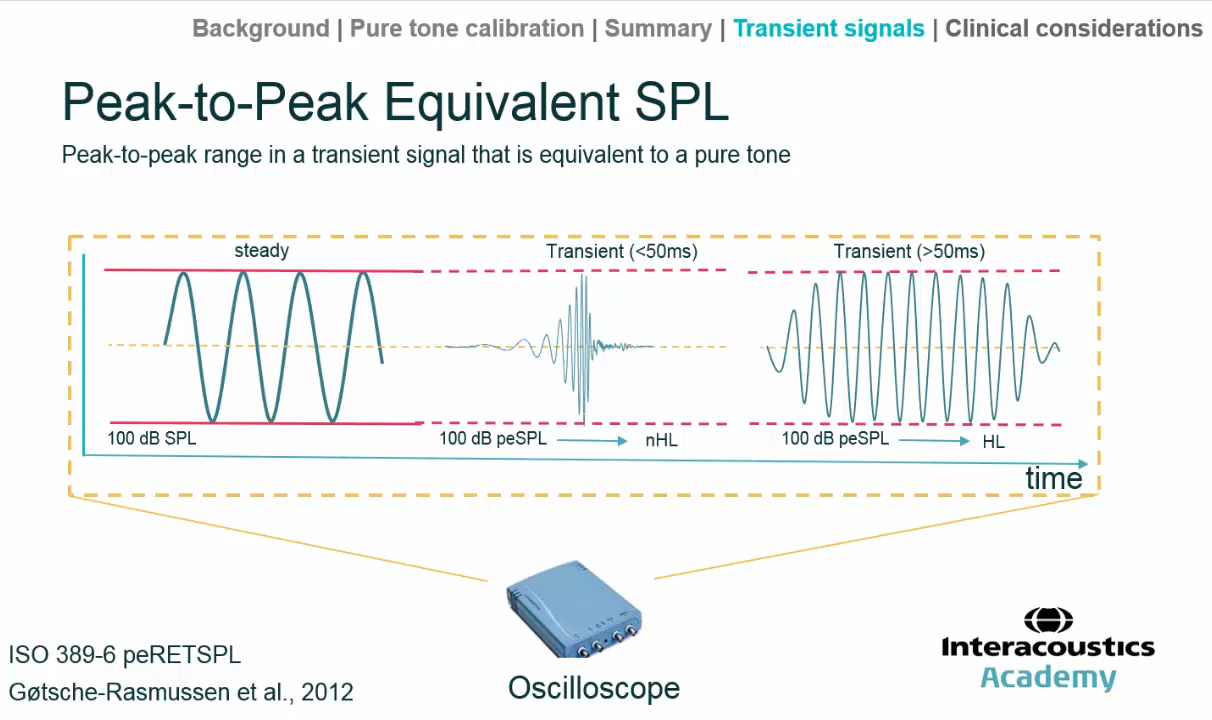 Background | Pure tone calibration | Summary | Transient signals | Clinical considerations
Peak-to-Peak Equivalent SPL
Peak-to-peak range in a transient signal that is equivalent to a pure tone
steady
Transient (<50ms)
Transient (>50ms)
100 dB SPL
100 dB peSPL
nHL
100 dB peSPL
HL
time
Oscilloscope
ISO 389-6 peRETSPL
Gøtsche-Rasmussen et al., 2012
Interacoustics
Academy